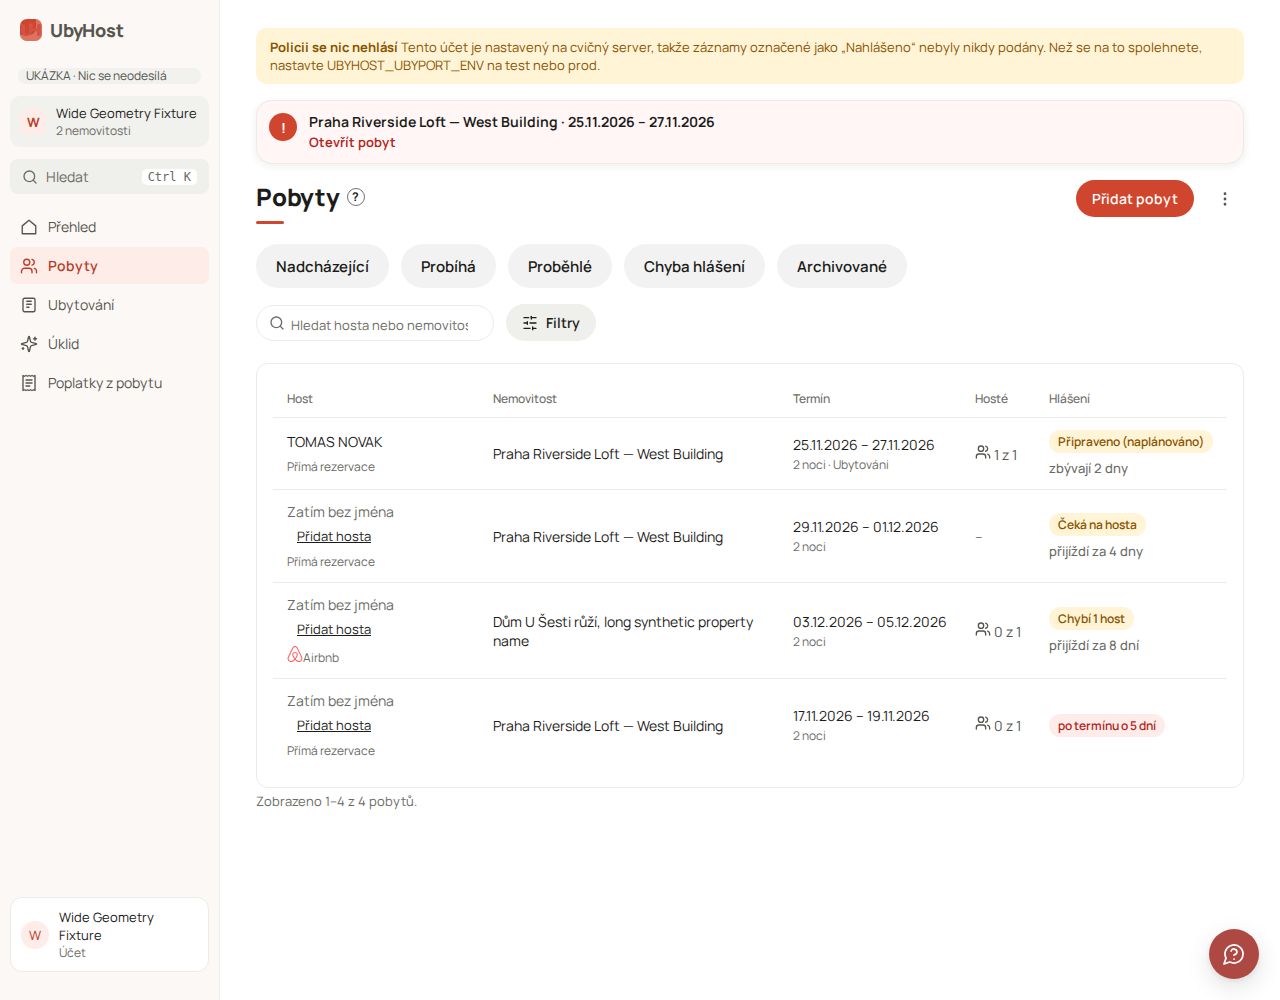 UbyHost
UKÁZKA · Nic se neodesílá
W
Wide Geometry Fixture
2 nemovitosti
Hledat
Ctrl K
Přehled
Pobyty
Ubytování
Úklid
Poplatky z pobytu
W
Wide Geometry
Fixture
Účet
Policii se nic nehlásí Tento účet je nastavený na cvičný server, takže záznamy označené jako „Nahlášeno“ nebyly nikdy podány. Než se na to spolehnete,
nastavte UBYHOST_UBYPORT_ENV na test nebo prod.
!
Praha Riverside Loft — West Building · 25.11.2026 – 27.11.2026
Otevřít pobyt
Pobyty ?
Přidat pobyt
Nadcházející
Probíhá
Proběhlé
Chyba hlášení
Archivované
Hledat hosta nebo nemovitos
Filtry
Host Nemovitost Termín Hosté Hlášení
TOMAS NOVAK
Přímá rezervace
Praha Riverside Loft — West Building
25.11.2026 – 27.11.2026
2 noci · Ubytováni
1 z 1
Připraveno (naplánováno)
zbývají 2 dny
Zatím bez jména
Přidat hosta
Přímá rezervace
Praha Riverside Loft — West Building
29.11.2026 – 01.12.2026
2 noci
–
Čeká na hosta
přijíždí za 4 dny
Zatím bez jména
Přidat hosta
Airbnb
Dům U Šesti růží, long synthetic property
name
03.12.2026 – 05.12.2026
2 noci
0 z 1
Chybí 1 host
přijíždí za 8 dní
Zatím bez jména
Přidat hosta
Přímá rezervace
Praha Riverside Loft — West Building
17.11.2026 – 19.11.2026
2 noci
0 z 1
po termínu o 5 dní
Zobrazeno 1–4 z 4 pobytů.